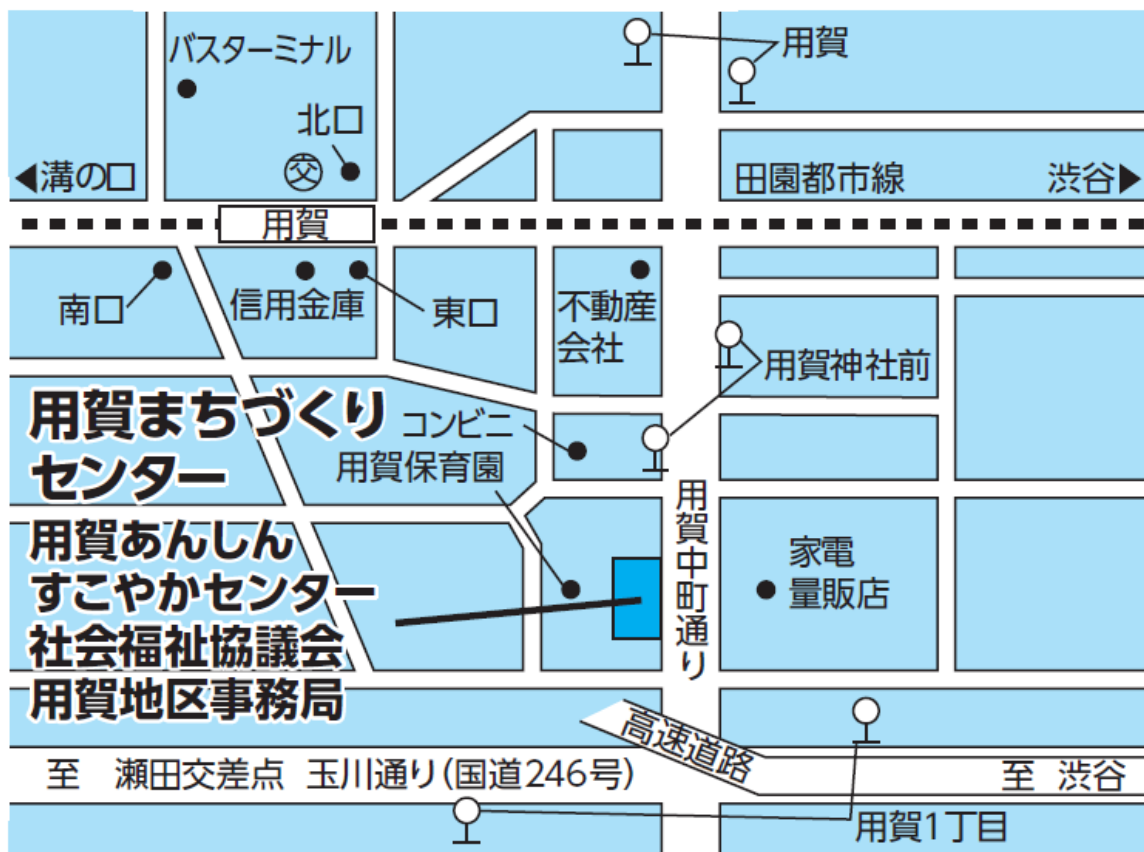 用賀
バスターミナル
北口
交
◀溝の口
田園都市線
渋谷▶
用賀
南口
信用金庫
東口
不動産
会社
用賀神社前
用賀まちづくり
センター
コンビニ
用賀保育園
用賀あんしん
すこやかセンター
社会福祉協議会
用賀地区事務局
用賀中町通り
家電
量販店
高速道路
至 瀬田交差点 玉川通り(国道246号)
至 渋谷
用賀1丁目